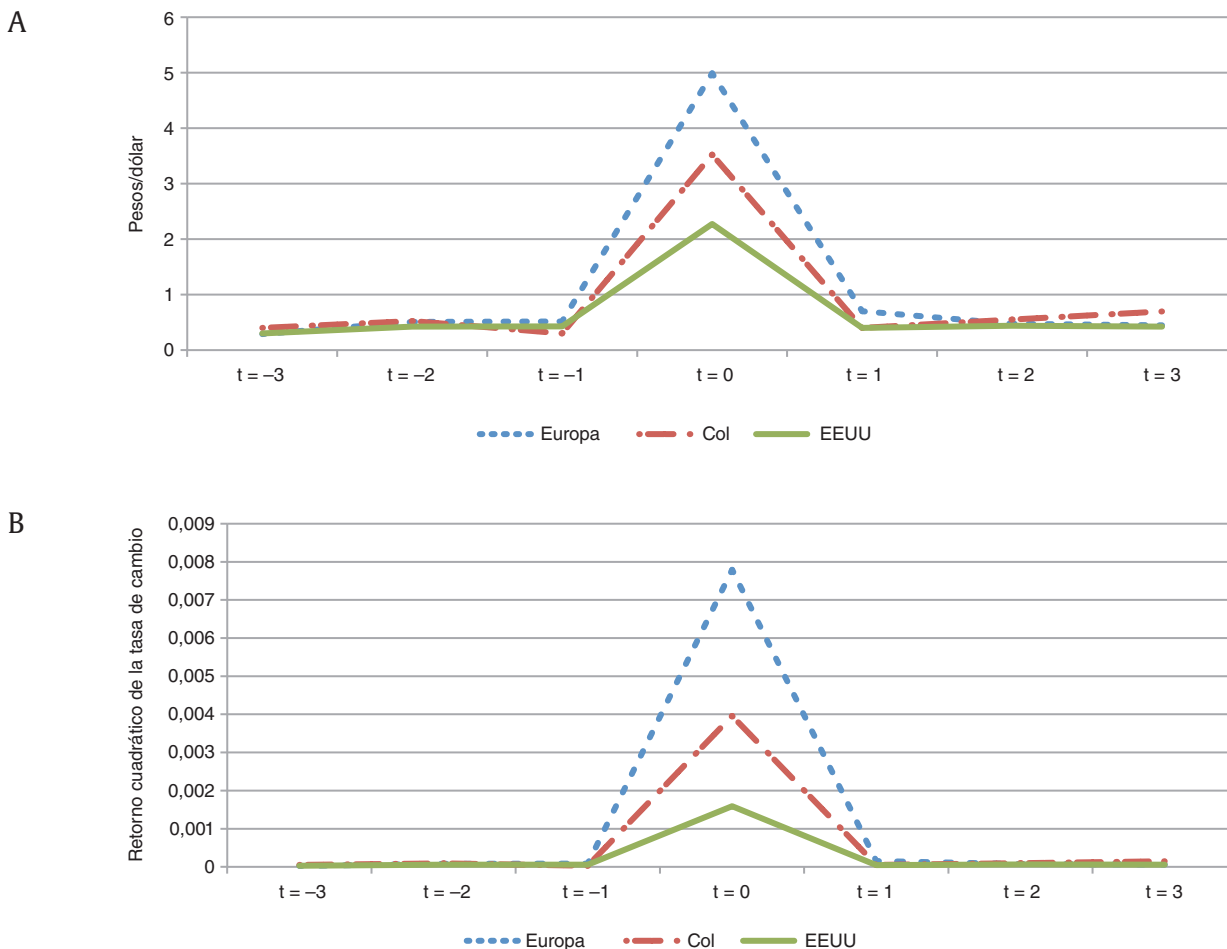 A
Pesos/dólar
6
5
4
3
2
1
0
t = –3 t = –2 t = –1 t = 0 t = 1 t = 2 t = 3
Europa Col EEUU
B
Retorno cuadrático de la tasa de cambio
0,009
0,008
0,007
0,006
0,005
0,004
0,003
0,002
0,001
0
t = –3 t = –2 t = –1 t = 0 t = 1 t = 2 t = 3
Europa Col EEUU